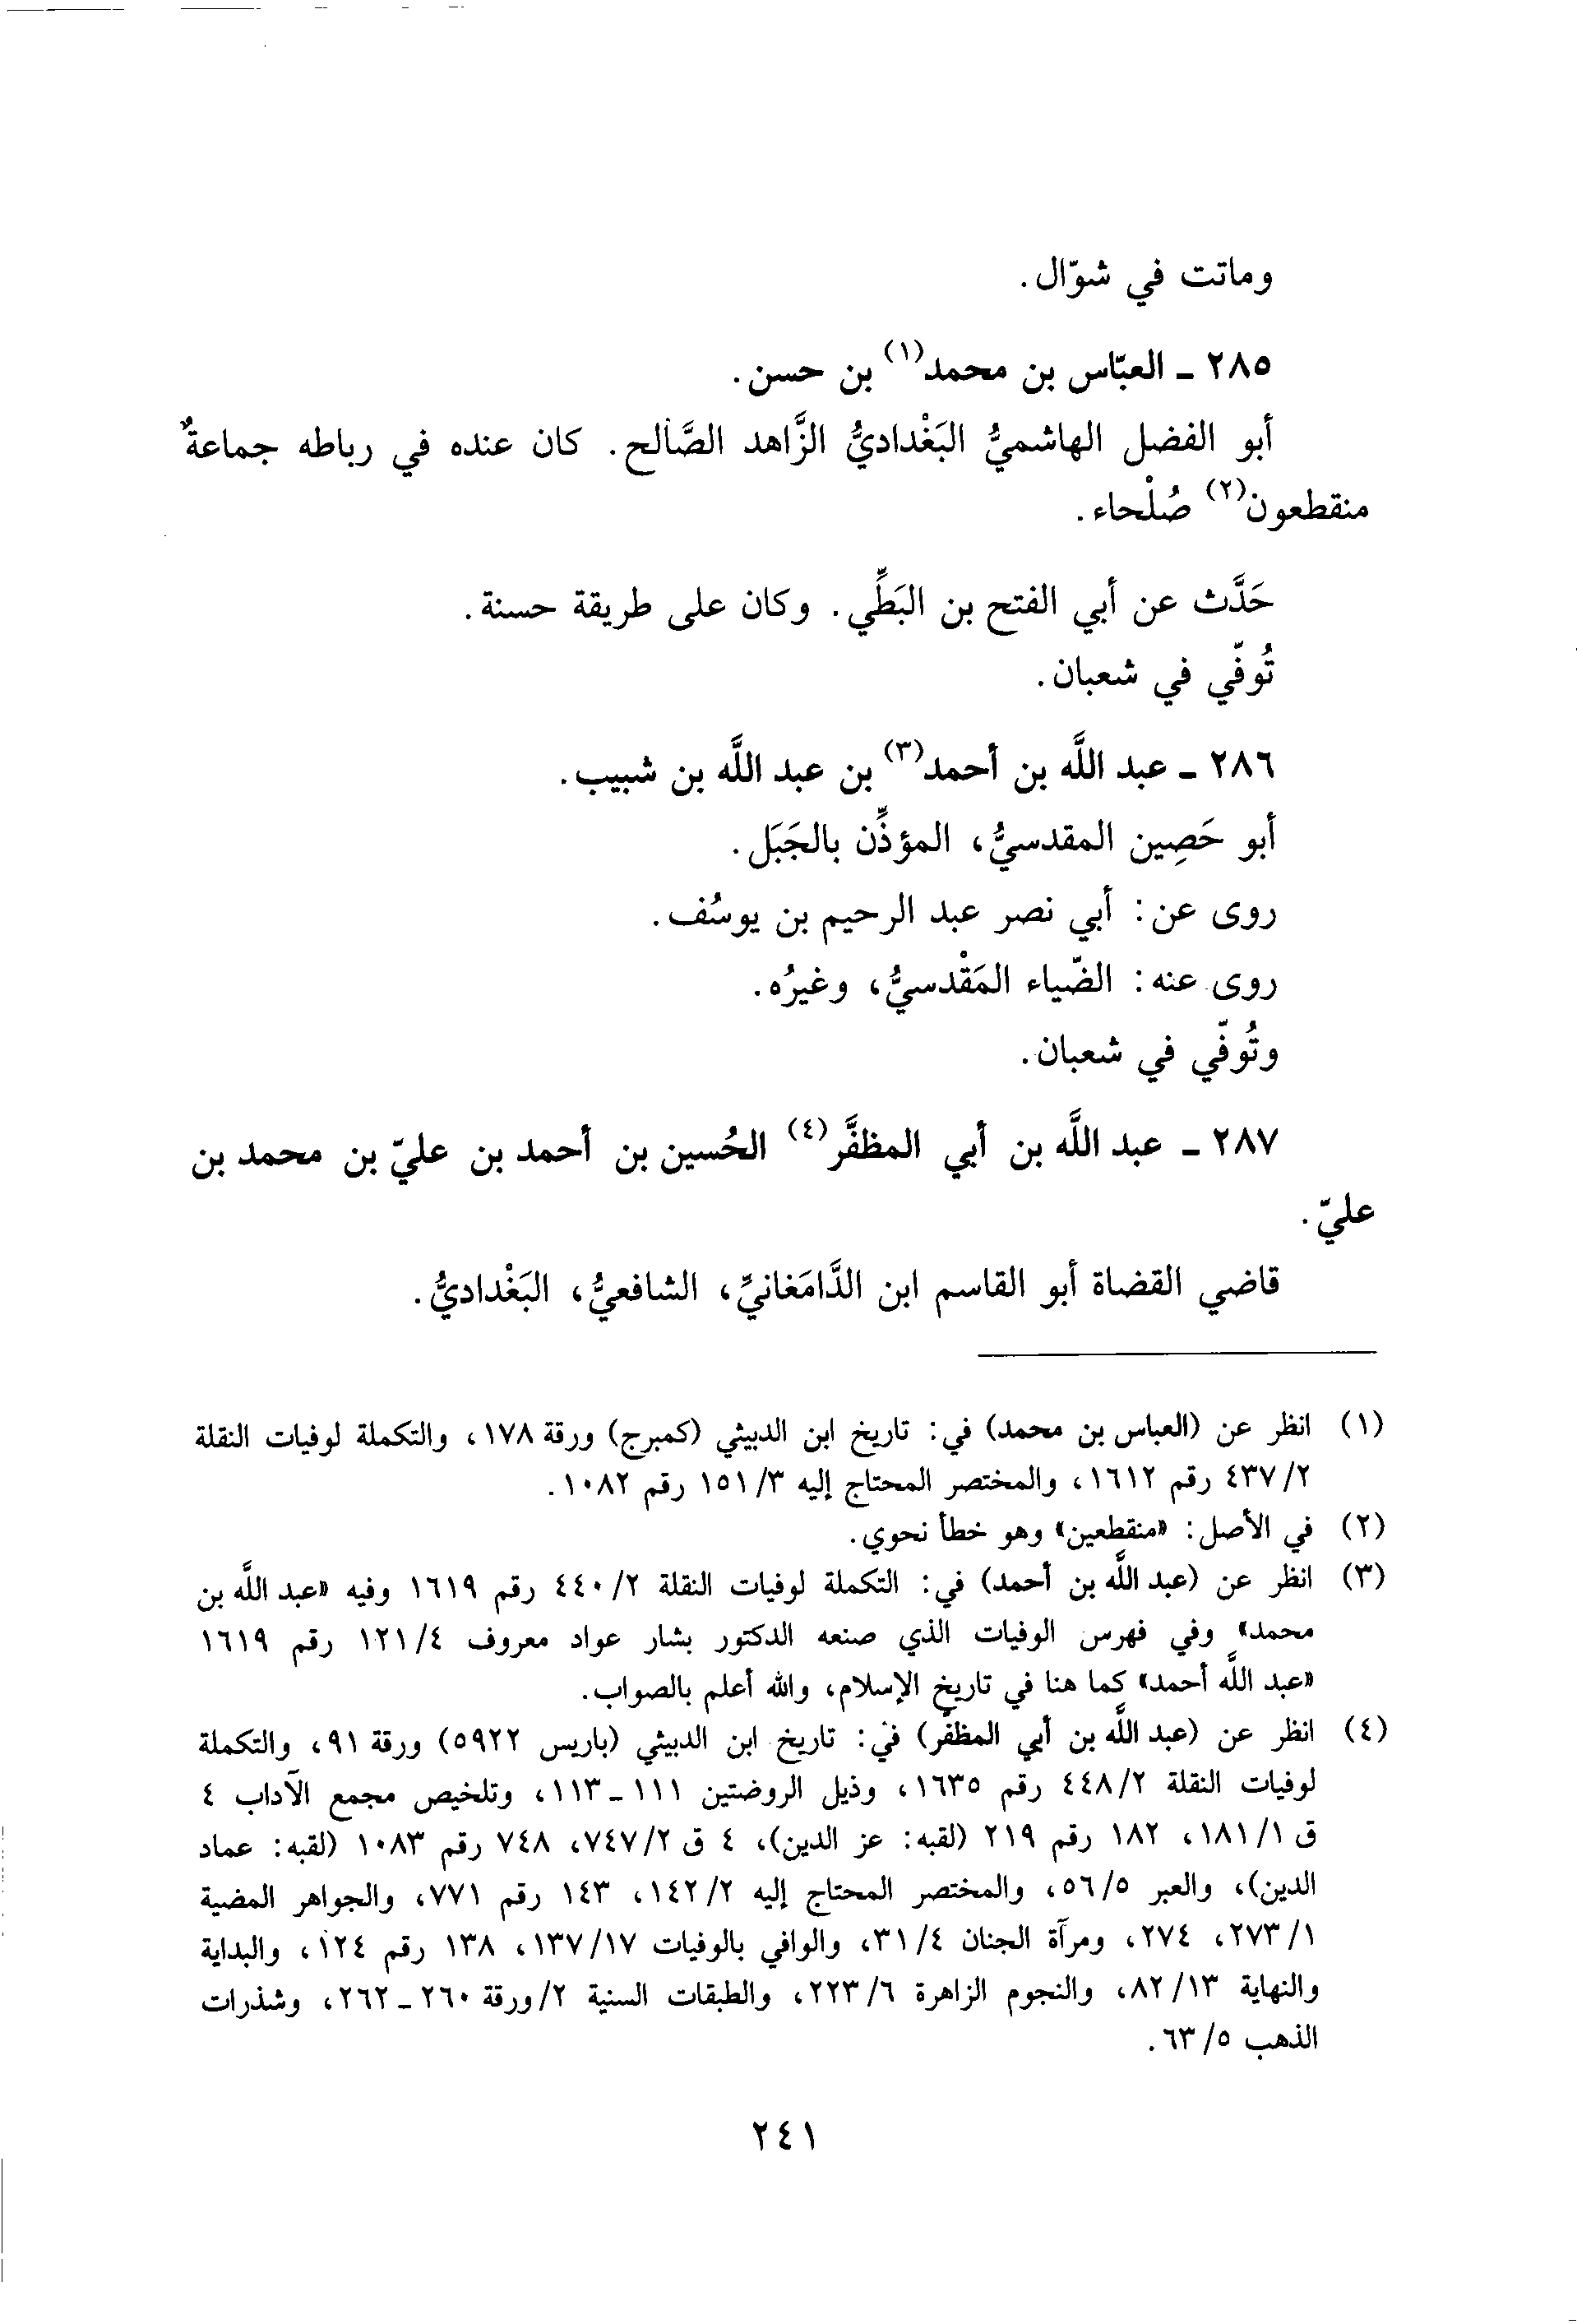 وماتت في شوّال.
٢٨٥ ـ العبّاس بن محمد(١) بن حسن.
أبو الفضل الهاشميُّ البَغْداديُّ الزَّاهد الصَّالح. كان عنده في رباطه جماعةٌ
منقطعون(٢) صُلْحاء.
حَدَّث عن أبي الفتح بن البَطِّي. وكان على طريقة حسنة.
تُوفّي في شعبان.
٢٨٦ ـ عبد اللَّه بن أحمد(٣) بن عبد اللَّه بن شبيب.
أبو حَصِين المقدسيُّ، المؤذِّن بالجَبَل.
روى عن: أبي نصر عبد الرحيم بن يوسُف.
روى عنه: الضّياء المَقْدسيُّ، وغيرُه.
وتُوفّي في شعبان.
٢٨٧ ـ عبد اللَّه بن أبي المظفَّر(٤) الحُسين بن أحمد بن عليّ بن محمد بن
عليّ.
قاضي القضاة أبو القاسم ابن الدَّامَغانيِّ، الشافعيُّ، البَغْداديُّ.
(١) انظر عن (العباس بن محمد) في: تاريخ ابن الدبيثي (كمبرج) ورقة ١٧٨، والتكملة لوفيات النقلة
٢/ ٤٣٧ رقم ١٦١٢، والمختصر المحتاج إليه ٣/ ١٥١ رقم ١٠٨٢.
(٢) في الأصل: «منقطعين» وهو خطأ نحوي.
(٣) انظر عن (عبد اللَّه بن أحمد) في: التكملة لوفيات النقلة ٢/ ٤٤٠ رقم ١٦١٩ وفيه «عبد اللَّه بن
محمد» وفي فهرس الوفيات الذي صنعه الدكتور بشار عواد معروف ٤/ ١٢١ رقم ١٦١٩
«عبد اللَّه أحمد» كما هنا في تاريخ الإسلام، والله أعلم بالصواب.
(٤) انظر عن (عبد اللَّه بن أبي المظفّر) في: تاريخ ابن الدبيثي (باريس ٥٩٢٢) ورقة ٩١، والتكملة
لوفيات النقلة ٢/ ٤٤٨ رقم ١٦٣٥، وذيل الروضتين ١١١ ـ ١١٣، وتلخيص مجمع الآداب ٤
ق ١/ ١٨١، ١٨٢ رقم ٢١٩ (لقبه: عز الدين)، ٤ ق ٢/ ٧٤٧، ٧٤٨ رقم ١٠٨٣ (لقبه: عماد
الدين)، والعبر ٥/ ٥٦، والمختصر المحتاج إليه ٢/ ١٤٢، ١٤٣ رقم ٧٧١، والجواهر المضية
١/ ٢٧٣، ٢٧٤، ومرآة الجنان ٤/ ٣١، والوافي بالوفيات ١٧/ ١٣٧، ١٣٨ رقم ١٢٤، والبداية
والنهاية ١٣/ ٨٢، والنجوم الزاهرة ٦/ ٢٢٣، والطبقات السنية ٢/ ورقة ٢٦٠ ـ ٢٦٢، وشذرات
الذهب ٥/ ٦٣.
٢٤١